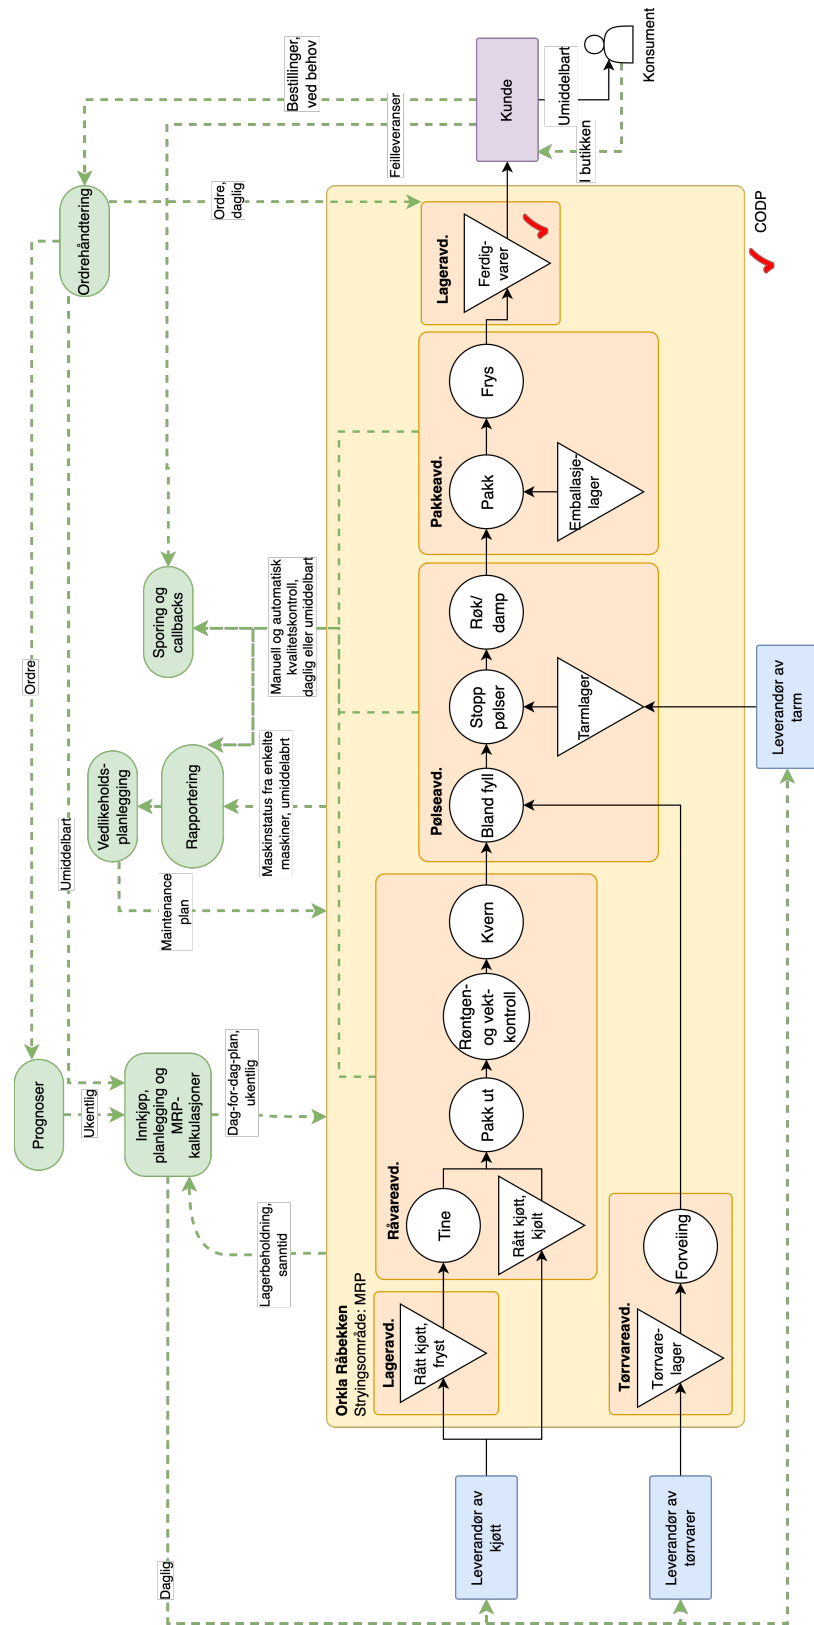 Prognoser
Ordre
Ordrehåndtering
Bestillinger,
ved behov
Ukentlig
Umiddelbart
Vedlikeholds-
planlegging
Sporing og
callbacks
Innkjøp,
planlegging og
MRP-
kalkulasjoner
Maintenance
plan
Rapportering
Ordre,
daglig
Daglig
Dag-for-dag-plan,
ukentlig
Lagerbeholdning,
sanntid
Maskinstatus fra enkelte
maskiner, umiddelabrt
Manuell og automatisk
kvalitetskontroll,
daglig eller umiddelbart
Feilleveranser
Orkla Råbekken
Stryingsområde: MRP
Lageravd.
Rått kjøtt,
fryst
Råvareavd.
Tine
Rått kjøtt,
kjølt
Pakk ut
Røntgen-
og vekt-
kontroll
Kvern
Pølseavd.
Bland fyll
Stopp
pølser
Røk/
damp
Tarmlager
Pakkeavd.
Pakk
Frys
Emballasje-
lager
Lageravd.
Ferdig-
varer
Kunde
Umiddelbart
I butikken
Konsument
Leverandør av
kjøtt
Tørrvareavd.
Tørrvare-
lager
Forveiing
Leverandør av
tørrvarer
Leverandør av
tarm
CODP